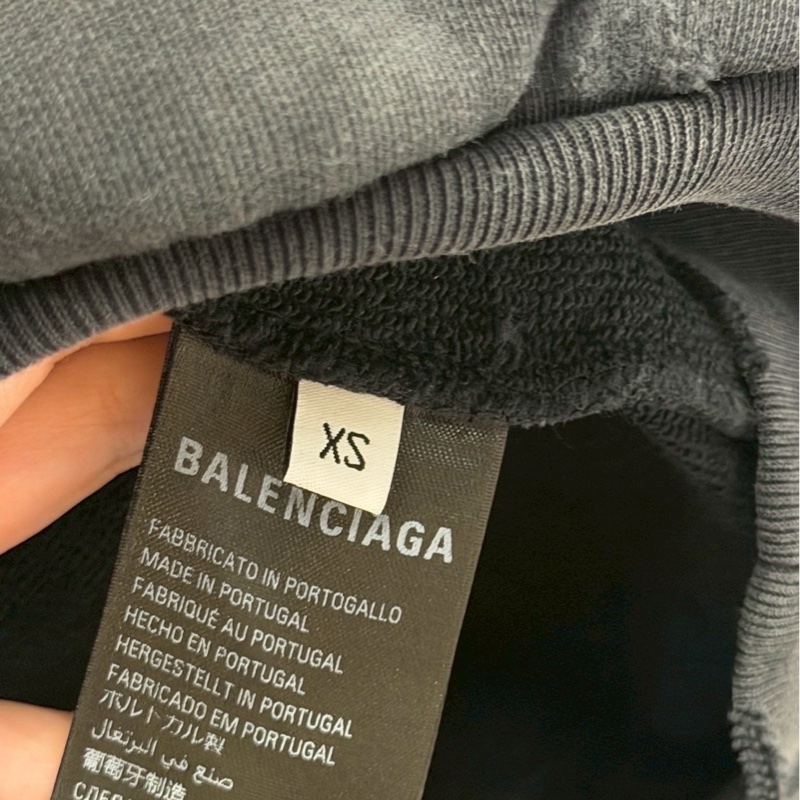 XS
BALENCIAGA
FABBRICATO IN PORTOGALLO
MADE IN PORTUGAL
FABRIQUÉ AU PORTUGAL
HECHO EN PORTUGAL
HERGESTELLT IN PORTUGAL
FABRICADO EM PORTUGAL
ポルトガル製
صنع في البرتغال
葡萄牙制造